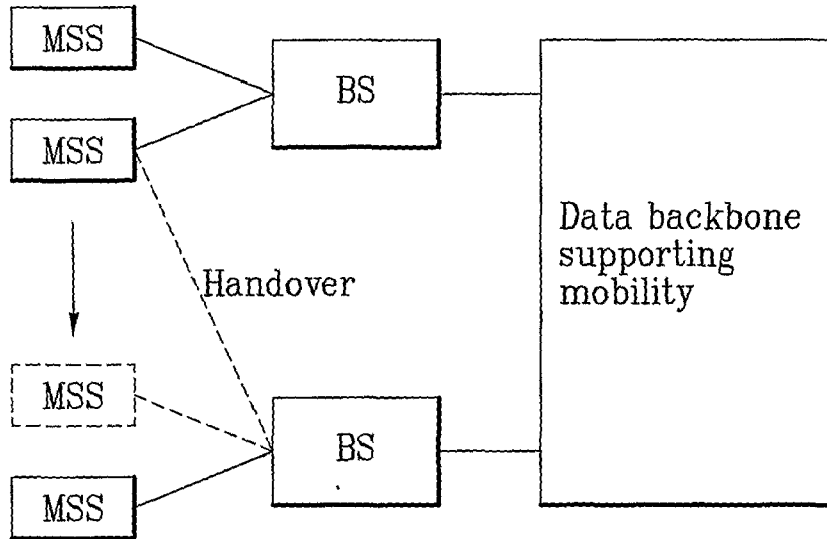 MSS
BS
MSS
Data backbone
supporting
mobility
Handover
MSS
BS
MSS